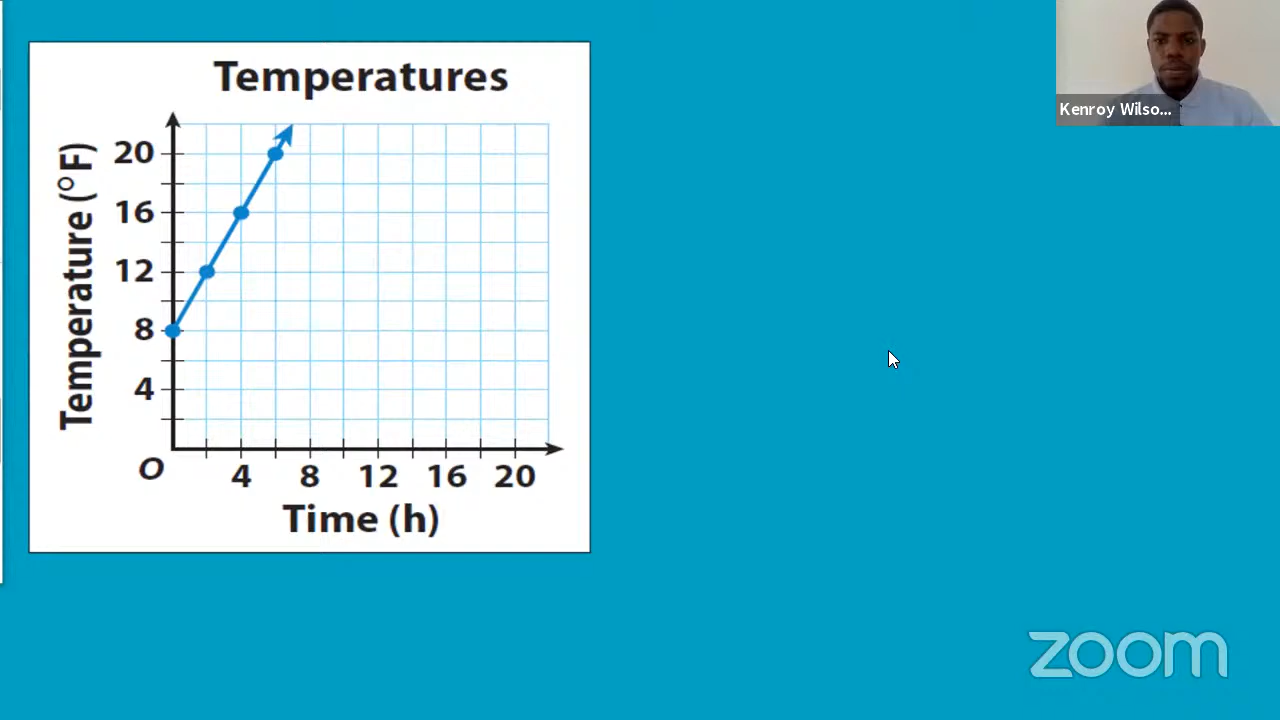 Temperatures
Kenroy Wilso...
Temperature (°F)
20
16
12
8
4
O
4 8 12 16 20
Time (h)
zoom